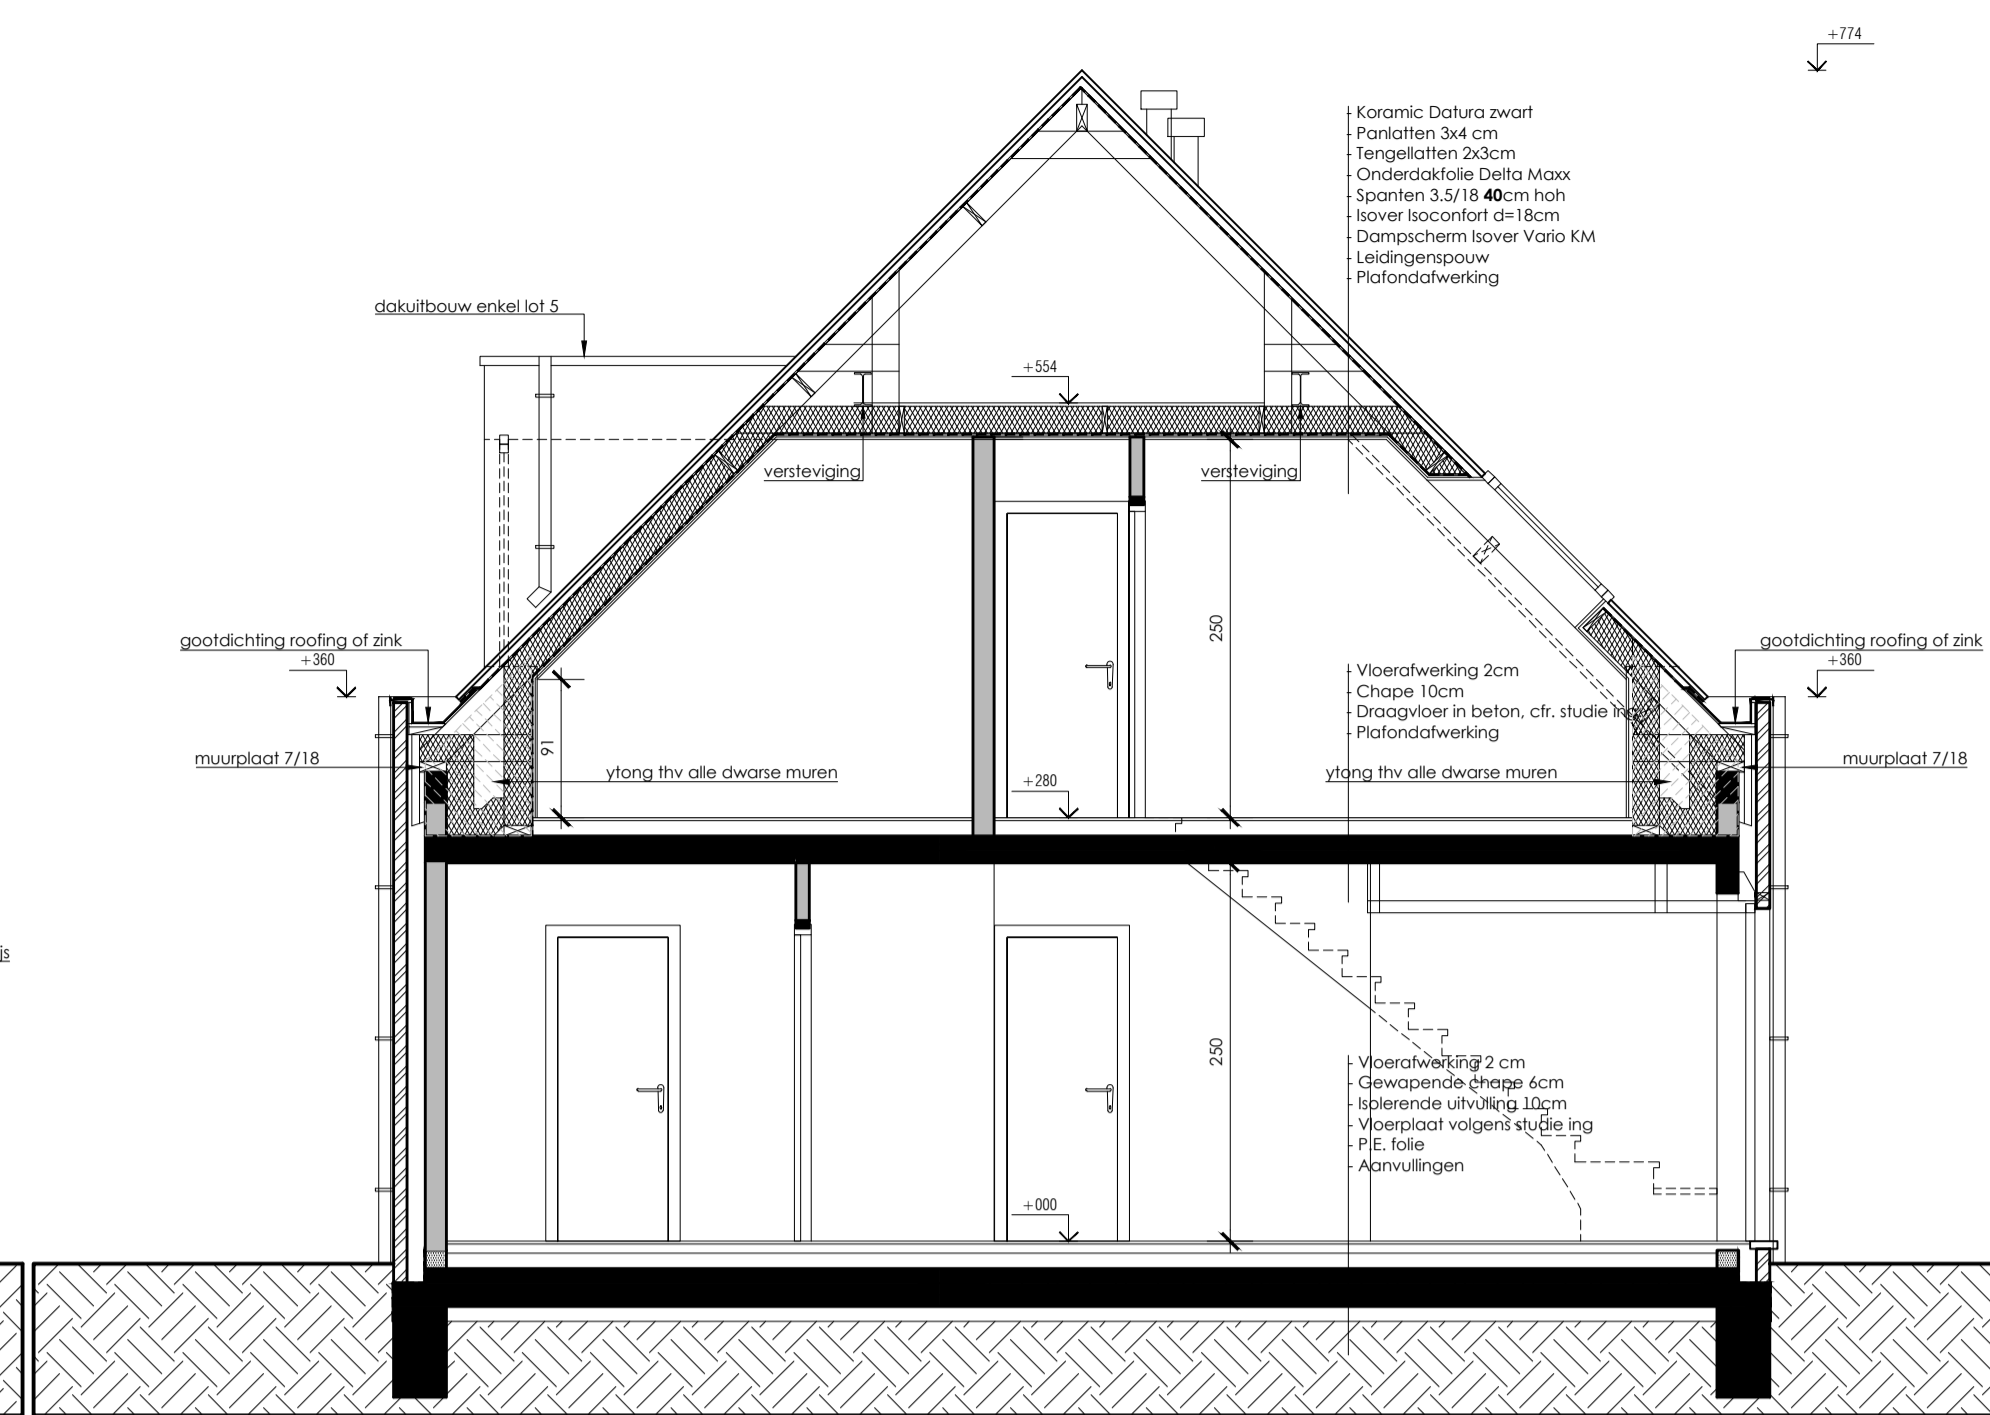 +774
Koramic Datura zwart
Panlatten 3x4 cm
Tengellatten 2x3cm
Onderdakfolie Delta Maxx
Spanten 3.5/18 40cm hoh
Isover Isoconfort d=18cm
Dampscherm Isover Vario KM
Leidingenspouw
Plafondafwerking
dakuitbouw enkel lot 5
+554
versteviging
versteviging
gootdichting roofing of zink
+360
250
gootdichting roofing of zink
+360
Vloerafwerking 2cm
Chape 10cm
Draagvloer in beton, cfr. studie ing
Plafondafwerking
91
muurplaat 7/18
ytong thv alle dwarse muren
+280
ytong thv alle dwarse muren
muurplaat 7/18
js
250
Vloerafwerking 2 cm
Gewapende chape 6cm
Isolerende uitvulling 10cm
Vloerplaat volgens studie ing
P.E. folie
Aanvullingen
+000